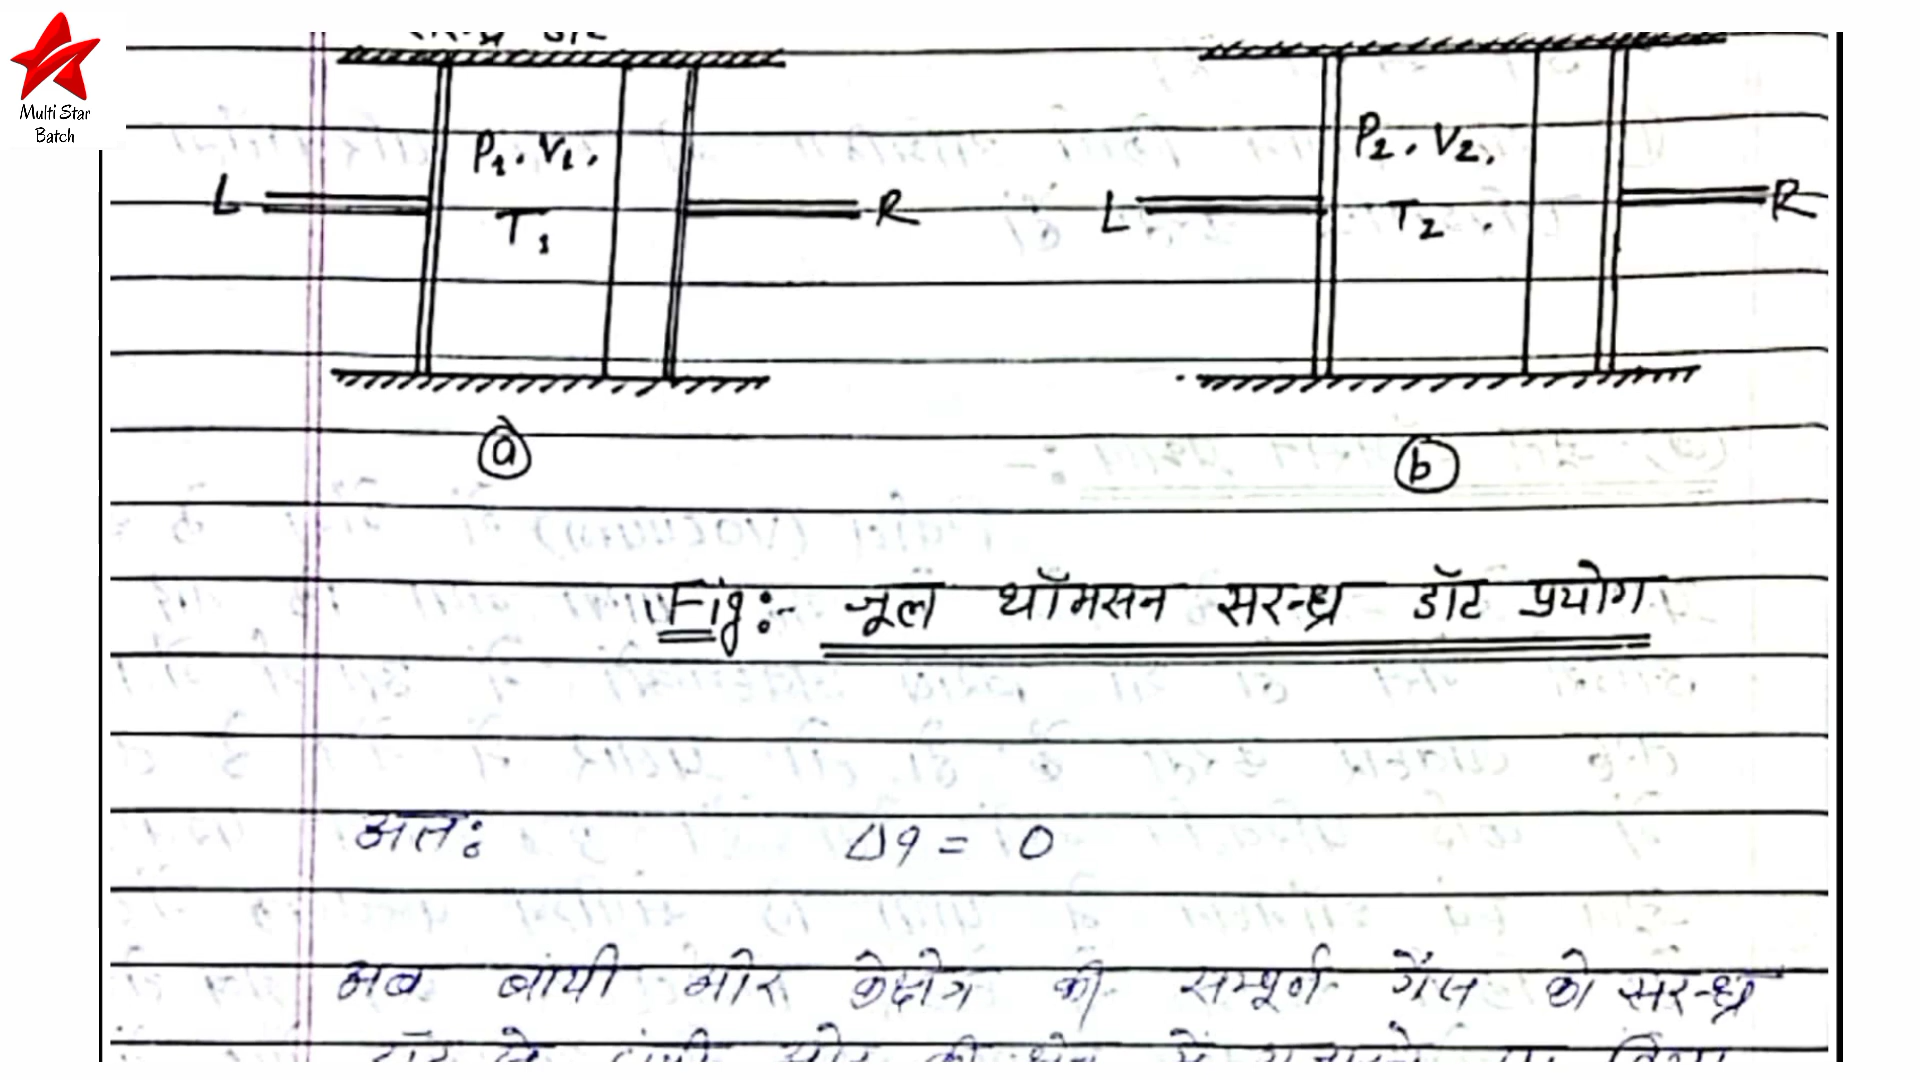 Multi Star
Batch
P₁. V₁.
L
R
T₁
P₂. V₂.
L
R
T₂.
a
b
Fig:- जूल थॉमसन सरन्ध्र डॉट प्रयोग
अतः Δq = 0
अब बांयी ओर के क्षेत्र की सम्पूर्ण गैस को सरन्ध्र